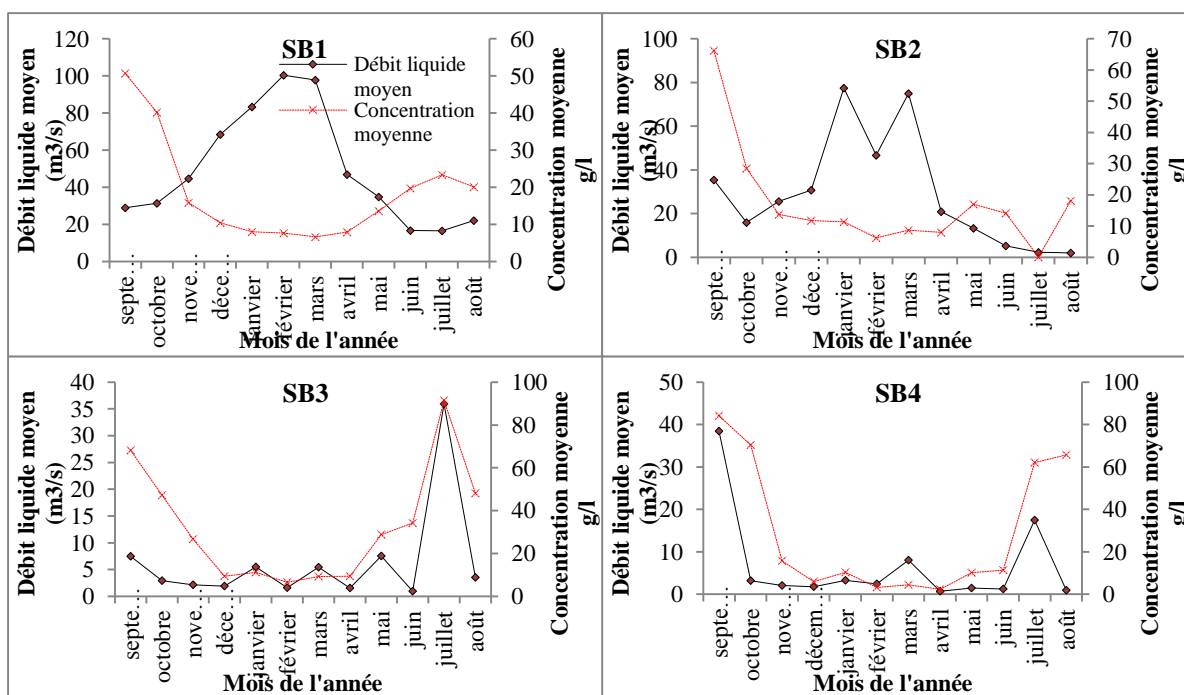 SB1
Débit liquide moyen
(m3/s)
120
100
80
60
40
20
0
Débit liquide
moyen
Concentration
moyenne
60
50
40
30
20
10
0
Concentration moyenne
g/l
septe…
octobre
nove…
déce…
janvier
février
mars
avril
mai
juin
juillet
août
Mois de l'année
SB2
Débit liquide moyen
(m3/s)
100
80
60
40
20
0
70
60
50
40
30
20
10
0
Concentration moyenne
g/l
septe…
octobre
nove…
déce…
janvier
février
mars
avril
mai
juin
juillet
août
Mois de l'année
SB3
Débit liquide moyen
(m3/s)
40
35
30
25
20
15
10
5
0
100
80
60
40
20
0
Concentration moyenne
g/l
septe…
octobre
nove…
déce…
janvier
février
mars
avril
mai
juin
juillet
août
Mois de l'année
SB4
Débit liquide moyen
(m3/s)
50
40
30
20
10
0
100
80
60
40
20
0
Concentration moyenne
g/l
septe…
octobre
nove…
décem…
janvier
février
mars
avril
mai
juin
juillet
août
Mois de l'année